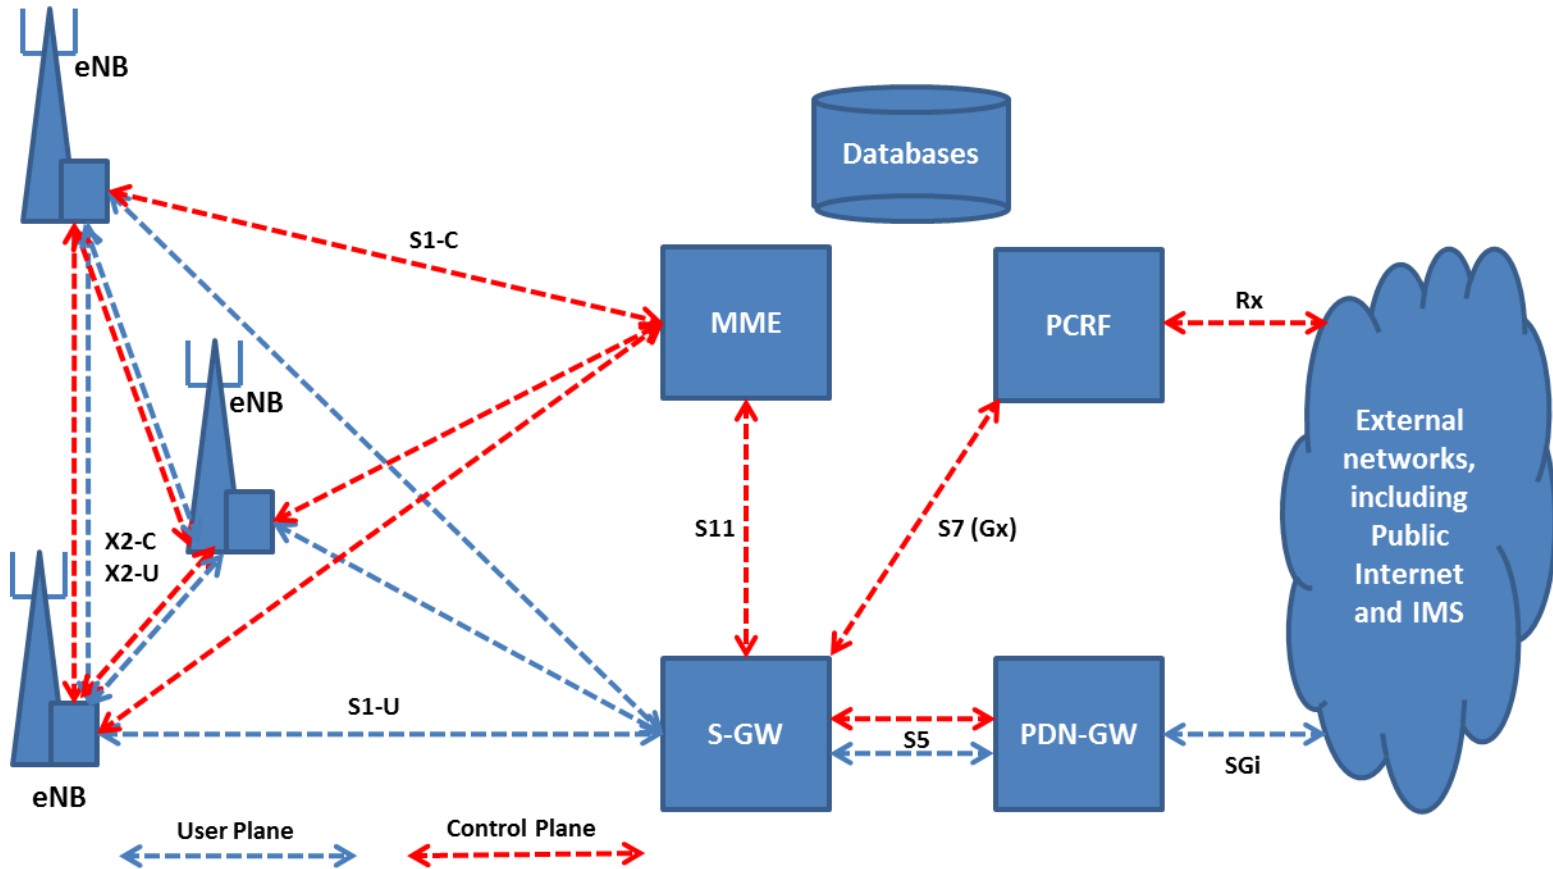 eNB
Databases
S1-C
MME
PCRF
Rx
eNB
External
networks,
including
Public
Internet
and IMS
S11
S7 (Gx)
X2-C
X2-U
S1-U
S-GW
S5
PDN-GW
SGi
eNB
User Plane
Control Plane